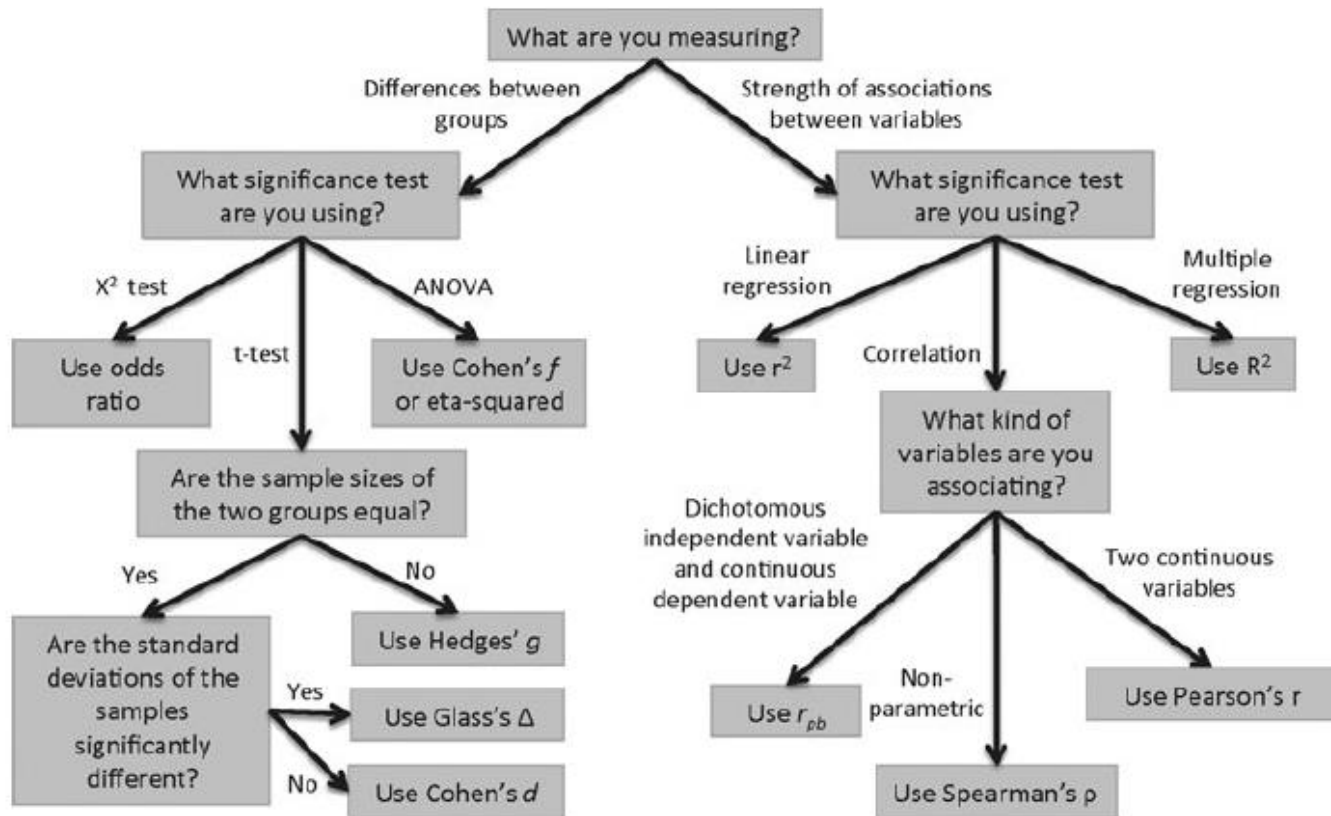 What are you measuring?
Differences between
groups
Strength of associations
between variables
What significance test
are you using?
What significance test
are you using?
X² test
ANOVA
t-test
Linear
regression
Correlation
Multiple
regression
Use odds
ratio
Use Cohen's f
or eta-squared
Use r²
Use R²
Are the sample sizes of
the two groups equal?
What kind of
variables are you
associating?
Yes
No
Dichotomous
independent variable
and continuous
dependent variable
Two continuous
variables
Are the standard
deviations of the
samples
significantly
different?
Use Hedges' g
Yes
Use Glass's Δ
No
Use Cohen's d
Use rpb
Non-
parametric
Use Pearson's r
Use Spearman's ρ